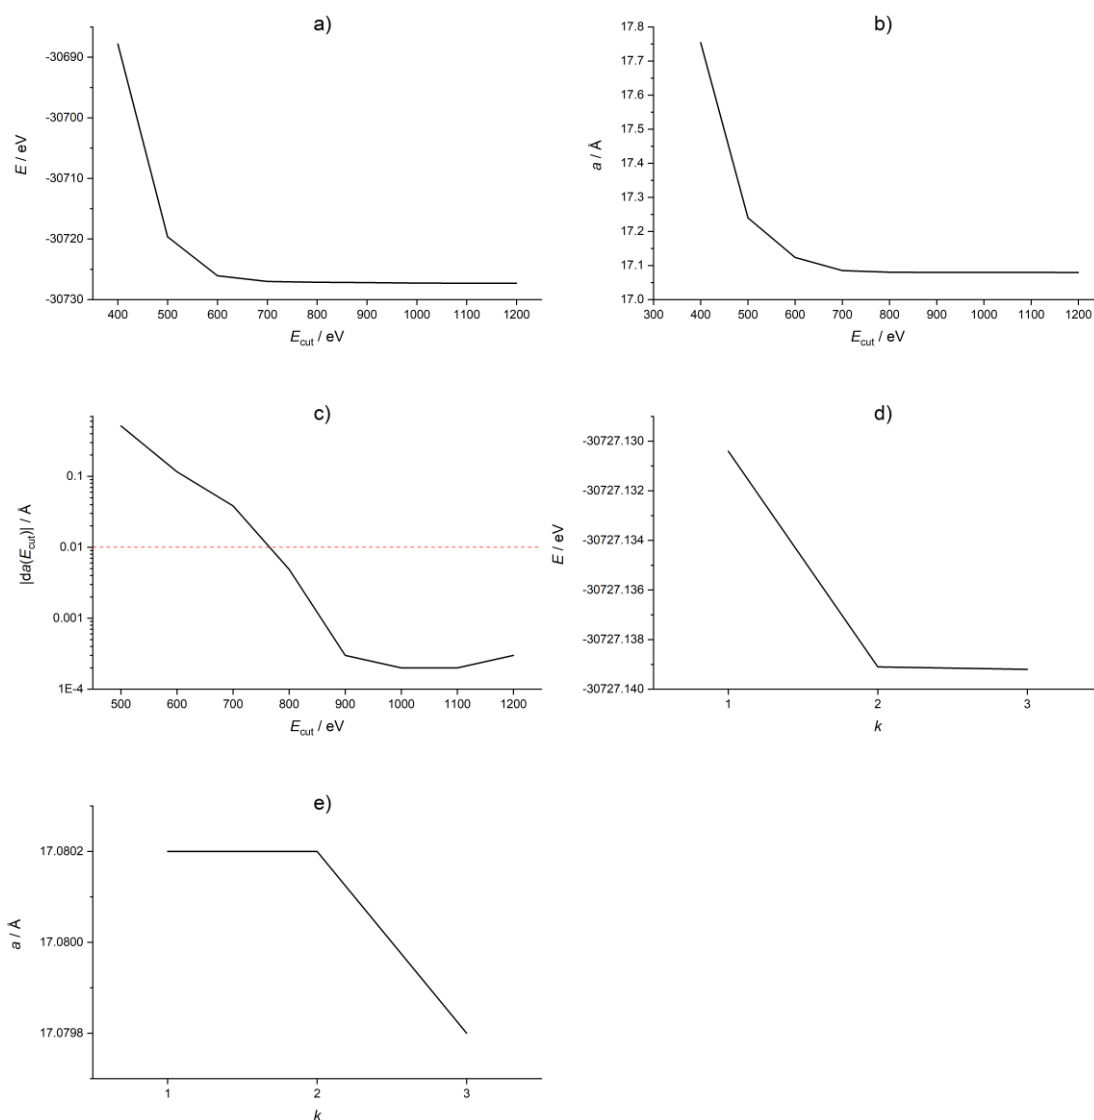 a)
-30690
-30700
-30710
-30720
-30730
E / eV
400 500 600 700 800 900 1000 1100 1200
E_cut / eV
b)
17.8
17.7
17.6
17.5
17.4
17.3
17.2
17.1
17.0
a / Å
300 400 500 600 700 800 900 1000 1100 1200
E_cut / eV
c)
0.1
0.01
0.001
1E-4
|da(E_cut)| / Å
500 600 700 800 900 1000 1100 1200
E_cut / eV
d)
-30727.130
-30727.132
-30727.134
-30727.136
-30727.138
-30727.140
E / eV
1 2 3
k
e)
17.0802
17.0800
17.0798
a / Å
1 2 3
k